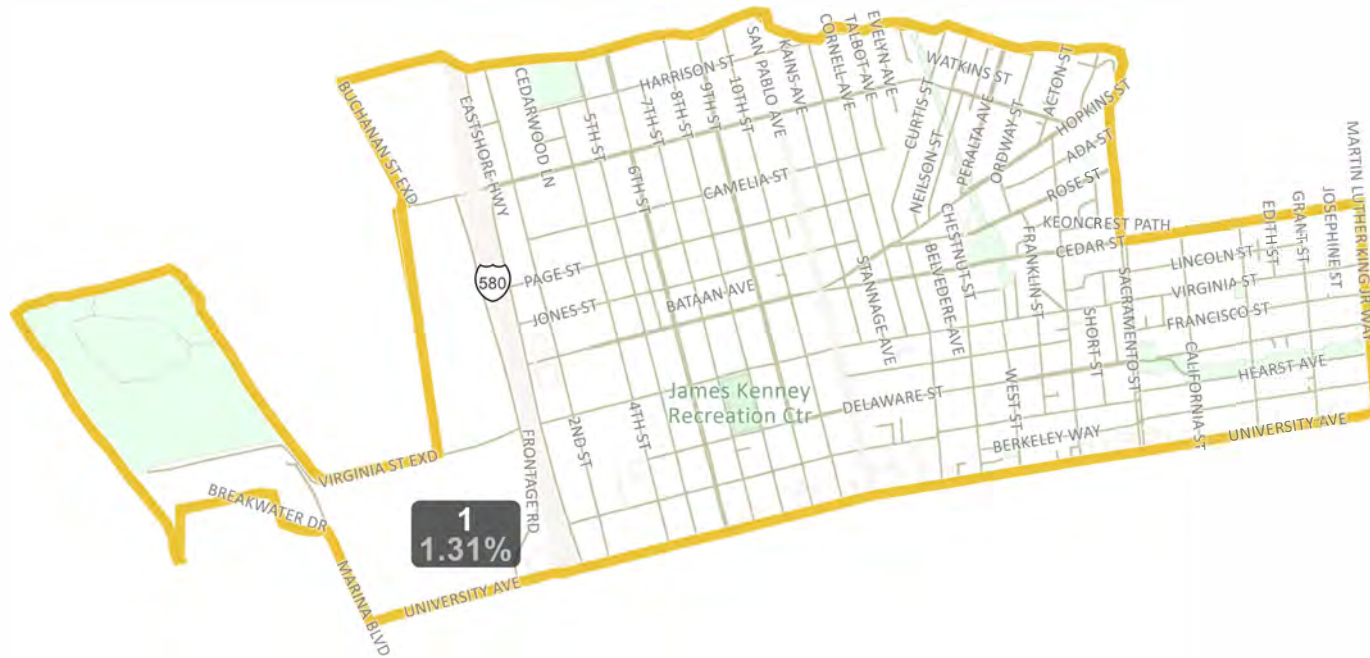 BUCHANAN ST EXD
EASTSHORE HWY
CEDARWOOD LN
HARRISON ST
5TH ST
6TH ST
7TH ST
8TH ST
9TH ST
10TH ST
SAN PABLO AVE
KAINS AVE
CORNELL AVE
TALBOT AVE
EVELYN AVE
WATKINS ST
CURTIS ST
NEILSON ST
PERALTA AVE
ORDWAY ST
ACTON ST
HOPKINS ST
ADA ST
ROSE ST
KEONCREST PATH
CEDAR ST
CAMELIA ST
PAGE ST
JONES ST
BATAAN AVE
580
STANNAGE AVE
BELVEDERE AVE
CHESTNUT ST
FRANKLIN ST
SHORT ST
SACRAMENTO ST
LINCOLN ST
VIRGINIA ST
FRANCISCO ST
EDITH ST
GRANT ST
JOSEPHINE ST
MARTIN LUTHER KING JR WAY
CALIFORNIA ST
HEARST AVE
WEST ST
DELAWARE ST
BERKELEY WAY
UNIVERSITY AVE
James Kenney
Recreation Ctr
2ND ST
4TH ST
FRONTAGE RD
VIRGINIA ST EXD
BREAKWATER DR
MARINA BLVD
UNIVERSITY AVE
1
1.31%